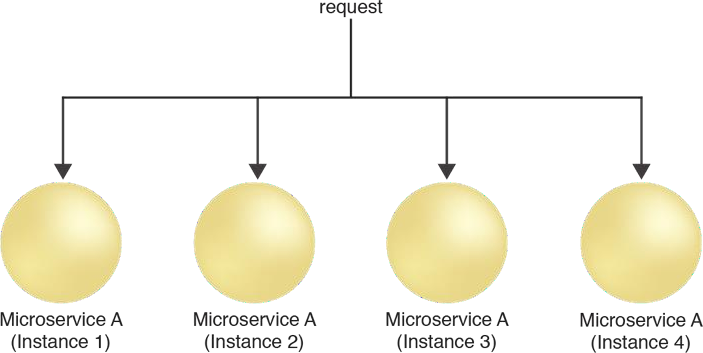 request
Microservice A
(Instance 1)
Microservice A
(Instance 2)
Microservice A
(Instance 3)
Microservice A
(Instance 4)